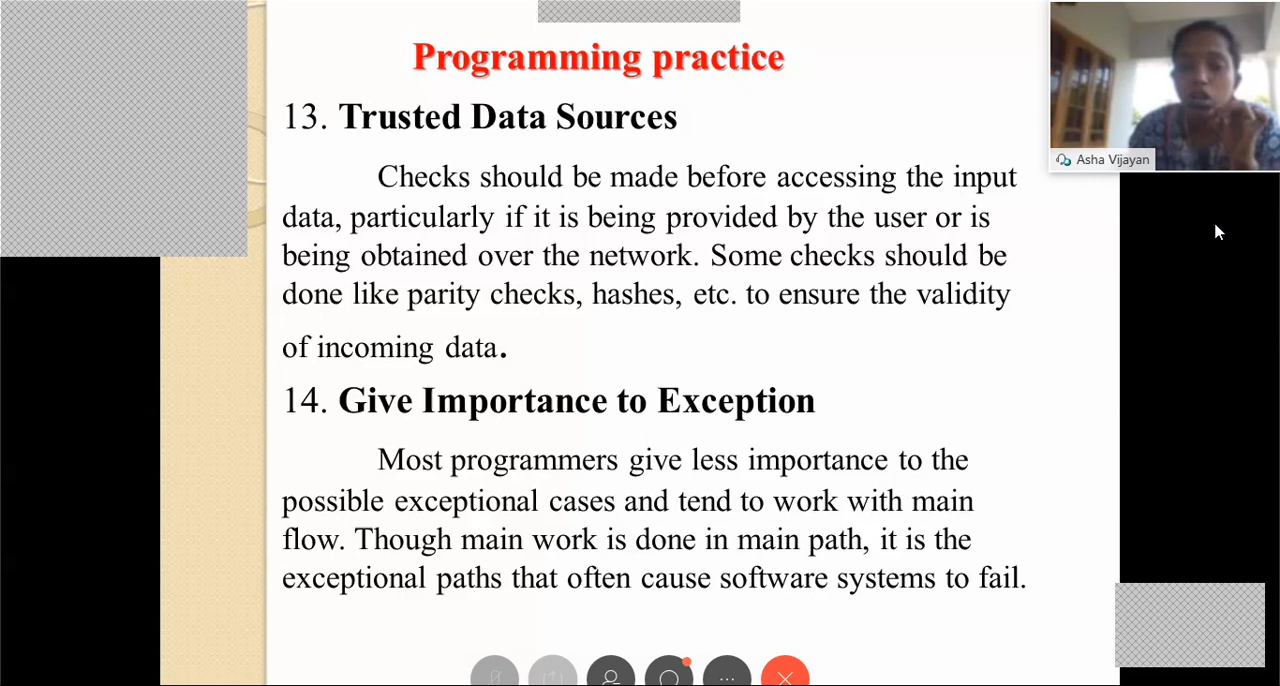 Programming practice
13. Trusted Data Sources
Checks should be made before accessing the input
data, particularly if it is being provided by the user or is
being obtained over the network. Some checks should be
done like parity checks, hashes, etc. to ensure the validity
of incoming data.
14. Give Importance to Exception
Most programmers give less importance to the
possible exceptional cases and tend to work with main
flow. Though main work is done in main path, it is the
exceptional paths that often cause software systems to fail.
Asha Vijayan